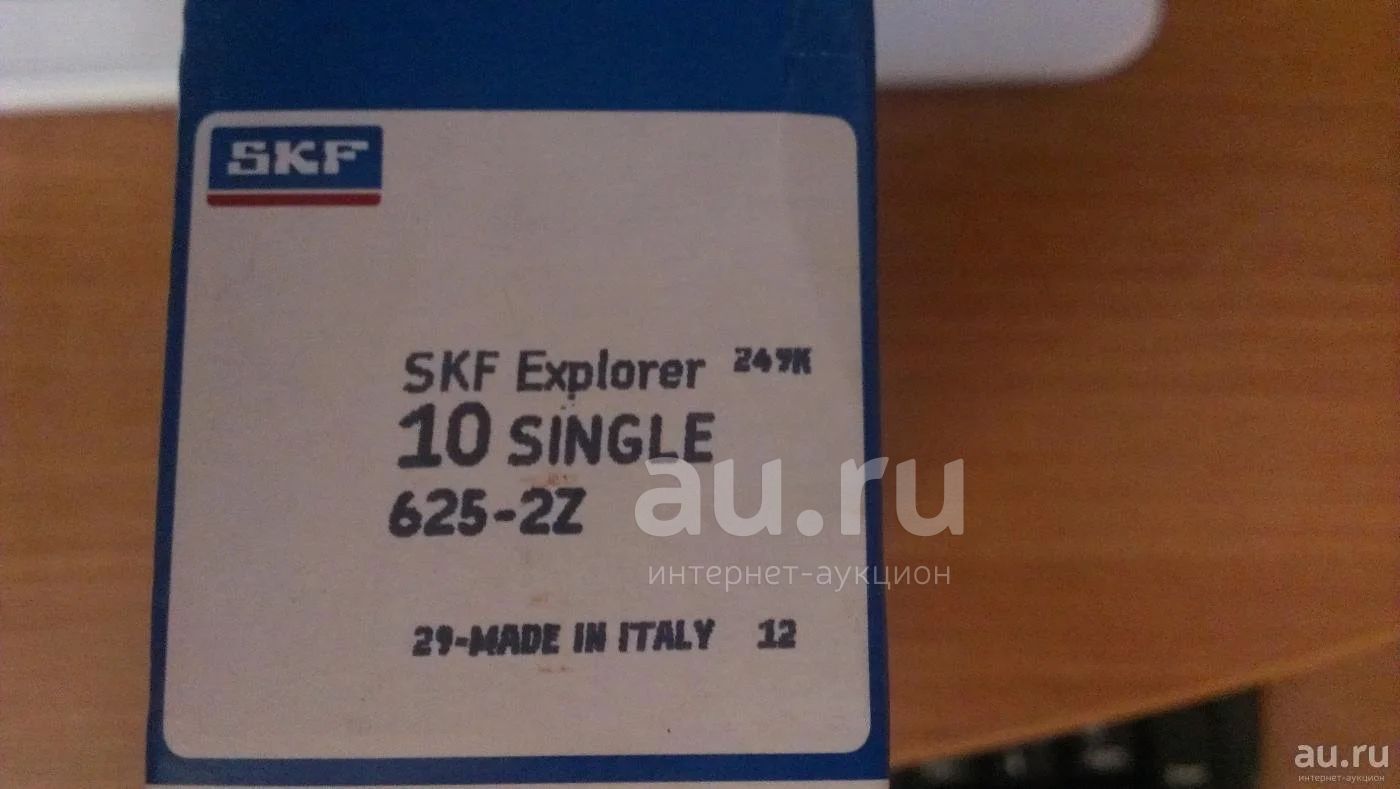 SKF
SKF Explorer 249K
10 SINGLE
625-2Z
au.ru
интернет-аукцион
29-MADE IN ITALY 12
au.ru
интернет-аукцион